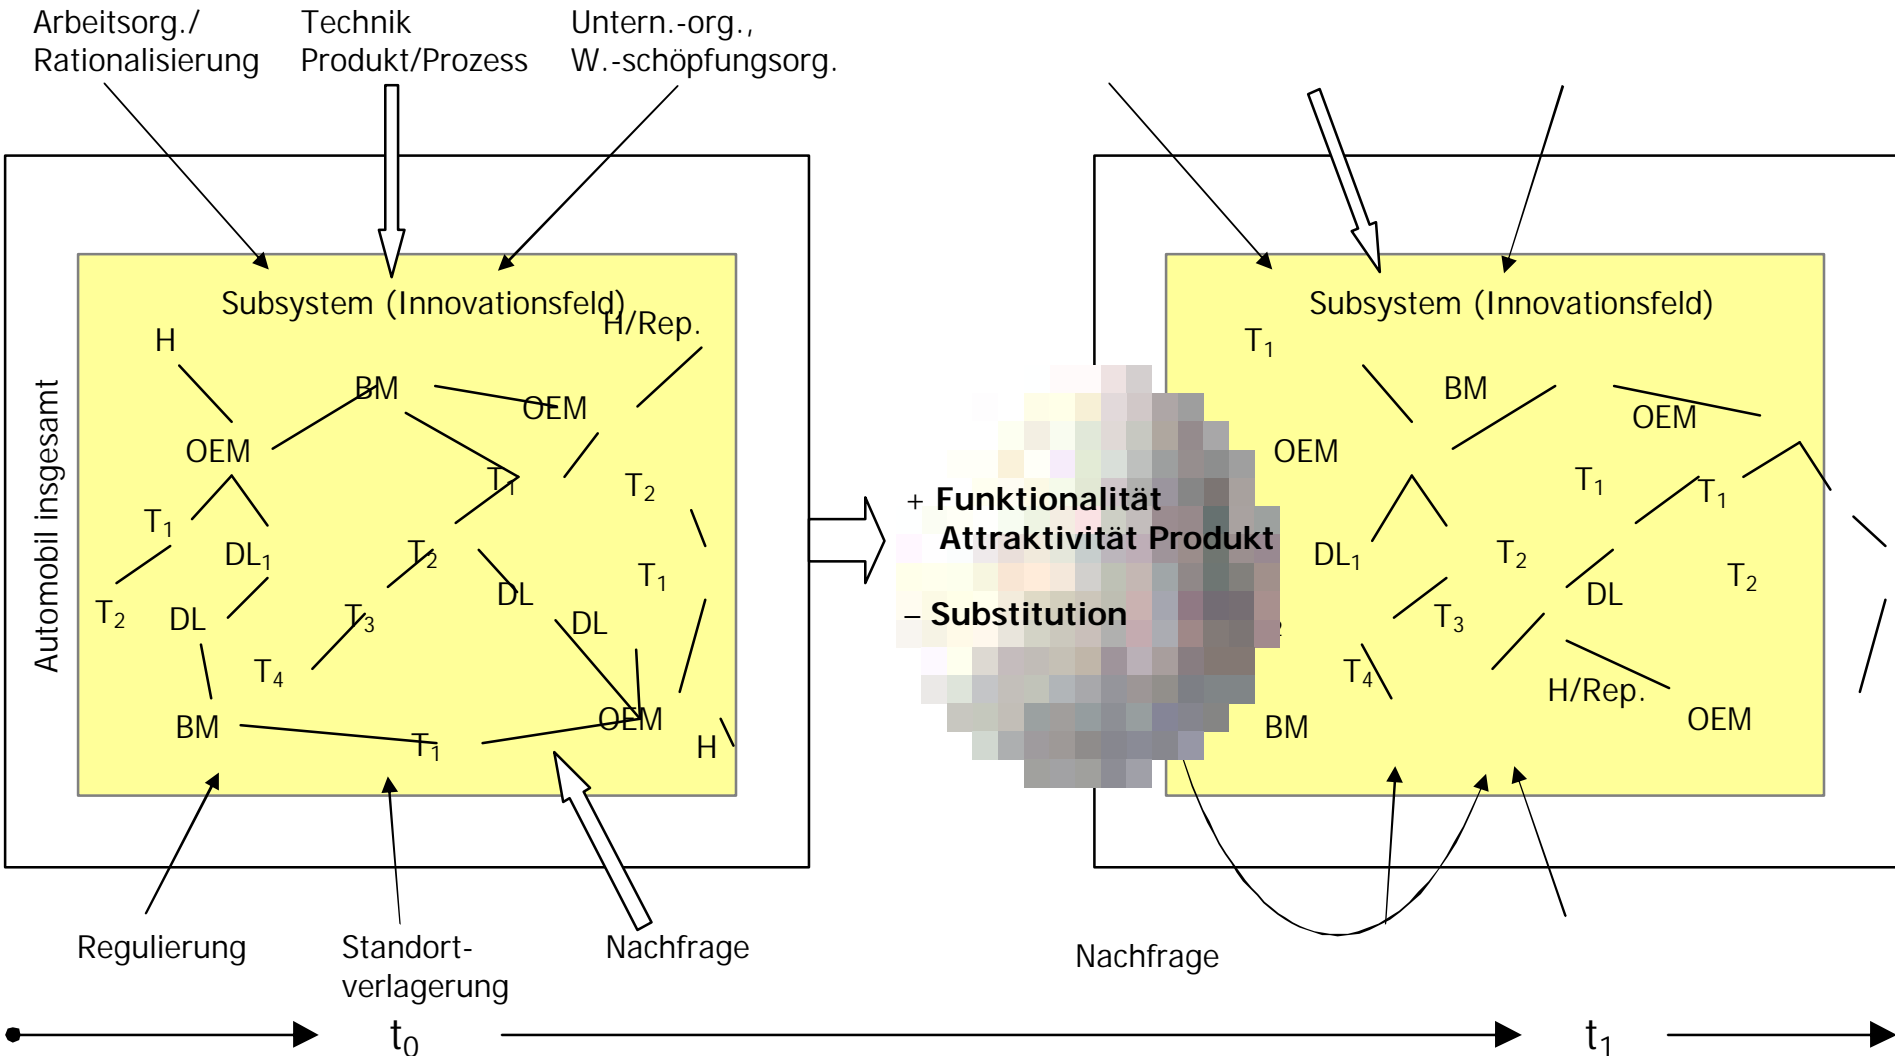 Arbeitsorg./
Rationalisierung
Technik
Produkt/Prozess
Untern.-org.,
W.-schöpfungsorg.
Automobil insgesamt
Subsystem (Innovationsfeld)
H
H/Rep.
BM
OEM
OEM
T1
T2
T1
DL1
T2
T1
T2
DL
T3
DL
DL
T4
BM
T1
OEM
H
Regulierung
Standort-
verlagerung
Nachfrage
+ Funktionalität
Attraktivität Produkt
– Substitution
Subsystem (Innovationsfeld)
T1
BM
OEM
OEM
T1
T1
DL1
T2
T2
DL
T3
2
T4
H/Rep.
BM
OEM
Nachfrage
t0
t1